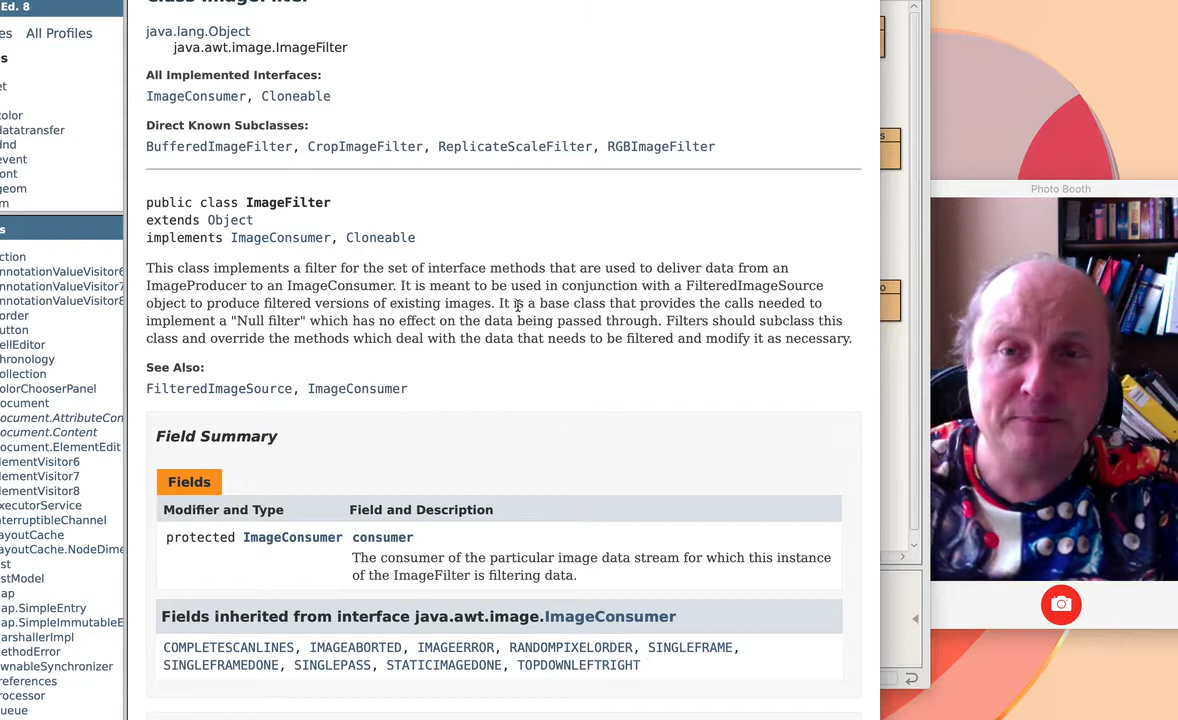 Ed. 8
es All Profiles
s
et
color
datatransfer
dnd
event
font
geom
m
s
ction
nnotationValueVisitor6
nnotationValueVisitor7
nnotationValueVisitor8
order
utton
ellEditor
hronology
ollection
olorChooserPanel
ocument
ocument.AttributeCon
ocument.Content
ocument.ElementEdit
lementVisitor6
lementVisitor7
lementVisitor8
xecutorService
nterruptibleChannel
ayoutCache
ayoutCache.NodeDime
st
stModel
ap
ap.SimpleEntry
ap.SimpleImmutableE
arshallerImpl
ethodError
wnableSynchronizer
references
rocessor
ueue
Class ImageFilter
java.lang.Object
java.awt.image.ImageFilter
All Implemented Interfaces:
ImageConsumer, Cloneable
Direct Known Subclasses:
BufferedImageFilter, CropImageFilter, ReplicateScaleFilter, RGBImageFilter
public class ImageFilter
extends Object
implements ImageConsumer, Cloneable
This class implements a filter for the set of interface methods that are used to deliver data from an
ImageProducer to an ImageConsumer. It is meant to be used in conjunction with a FilteredImageSource
object to produce filtered versions of existing images. It is a base class that provides the calls needed to
implement a "Null filter" which has no effect on the data being passed through. Filters should subclass this
class and override the methods which deal with the data that needs to be filtered and modify it as necessary.
See Also:
FilteredImageSource, ImageConsumer
Field Summary
Fields
Modifier and Type Field and Description
protected ImageConsumer consumer
The consumer of the particular image data stream for which this instance
of the ImageFilter is filtering data.
Fields inherited from interface java.awt.image.ImageConsumer
COMPLETESCANLINES, IMAGEABORTED, IMAGEERROR, RANDOMPIXELORDER, SINGLEFRAME,
SINGLEFRAMEDONE, SINGLEPASS, STATICIMAGEDONE, TOPDOWNLEFTRIGHT
s
o
Photo Booth